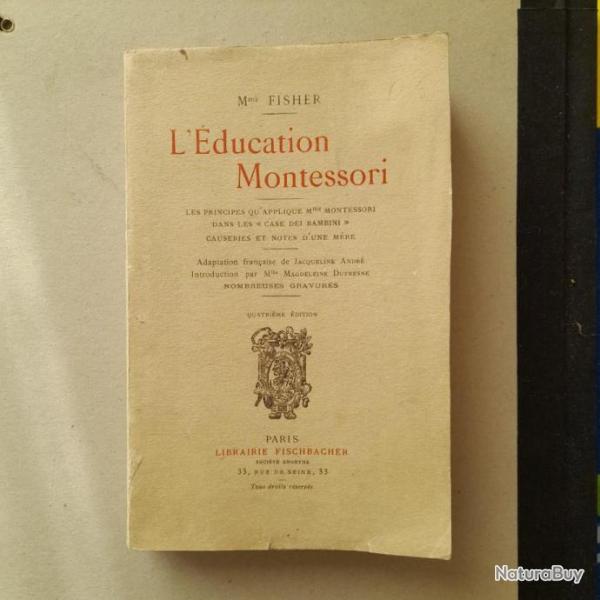 Mme FISHER
L'Éducation
Montessori
LES PRINCIPES QU'APPLIQUE Mme MONTESSORI
DANS LES « CASE DEI BAMBINI »
CAUSERIES ET NOTES D'UNE MÈRE
Adaptation française de JACQUELINE ANDRÉ
Introduction par Mlle MAGDELEINE DUFRESNE
NOMBREUSES GRAVURES
QUATRIÈME ÉDITION
PARIS
LIBRAIRIE FISCHBACHER
SOCIÉTÉ ANONYME
33, RUE DE SEINE, 33
Tous droits réservés
NaturaBuy